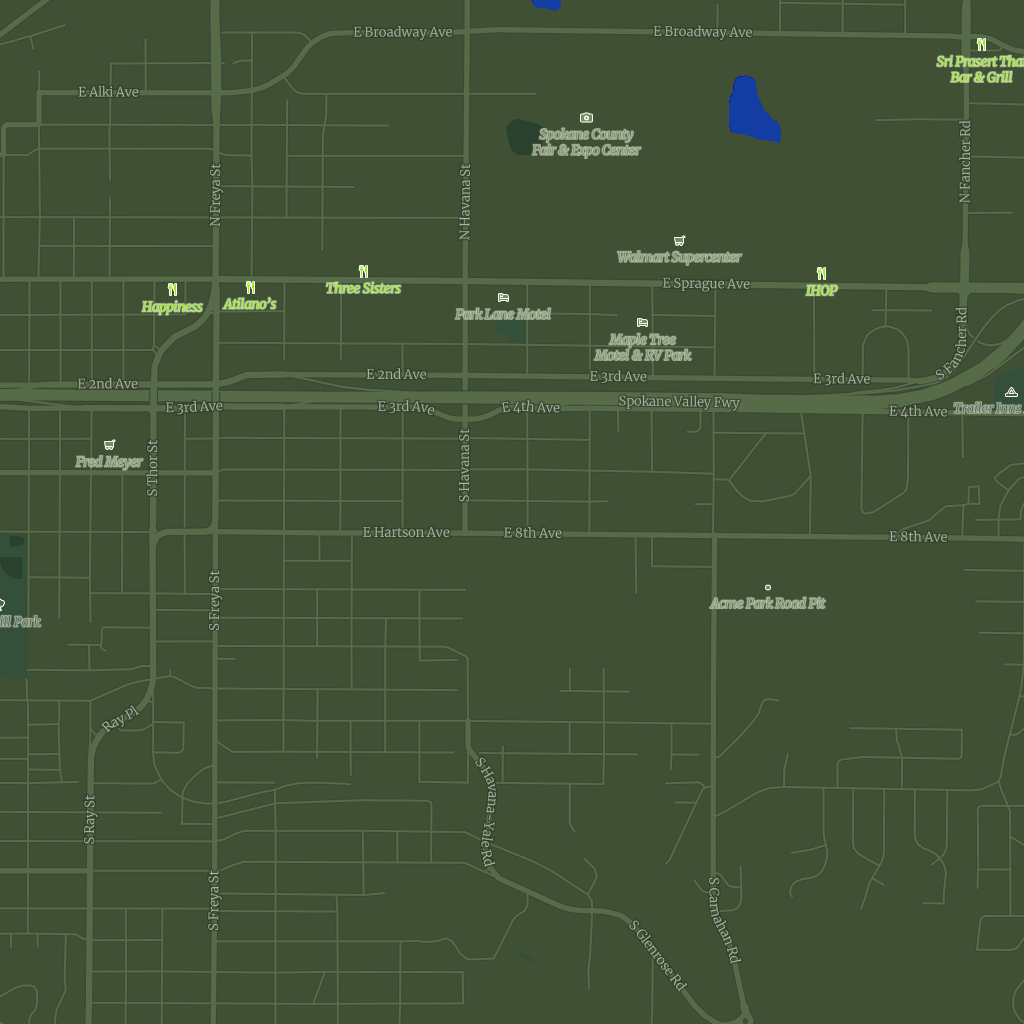 E Broadway Ave
E Broadway Ave
Sri Prasert Thai
Bar & Grill
E Alki Ave
Spokane County
Fair & Expo Center
N Freya St
N Havana St
N Fancher Rd
Walmart Supercenter
E Sprague Ave
Happiness
Atilano's
Three Sisters
IHOP
Park Lane Motel
Maple Tree
Motel & RV Park
S Fancher Rd
E 2nd Ave
E 2nd Ave
E 3rd Ave
E 3rd Ave
E 3rd Ave
E 3rd Ave
E 4th Ave
Spokane Valley Fwy
E 4th Ave
Trailer Inns
Fred Meyer
S Thor St
S Havana St
E Hartson Ave
E 8th Ave
E 8th Ave
S Freya St
Acme Park Road Pit
ill Park
Ray Pl
S Ray St
S Havana-Yale Rd
S Freya St
S Carnahan Rd
S Glenrose Rd